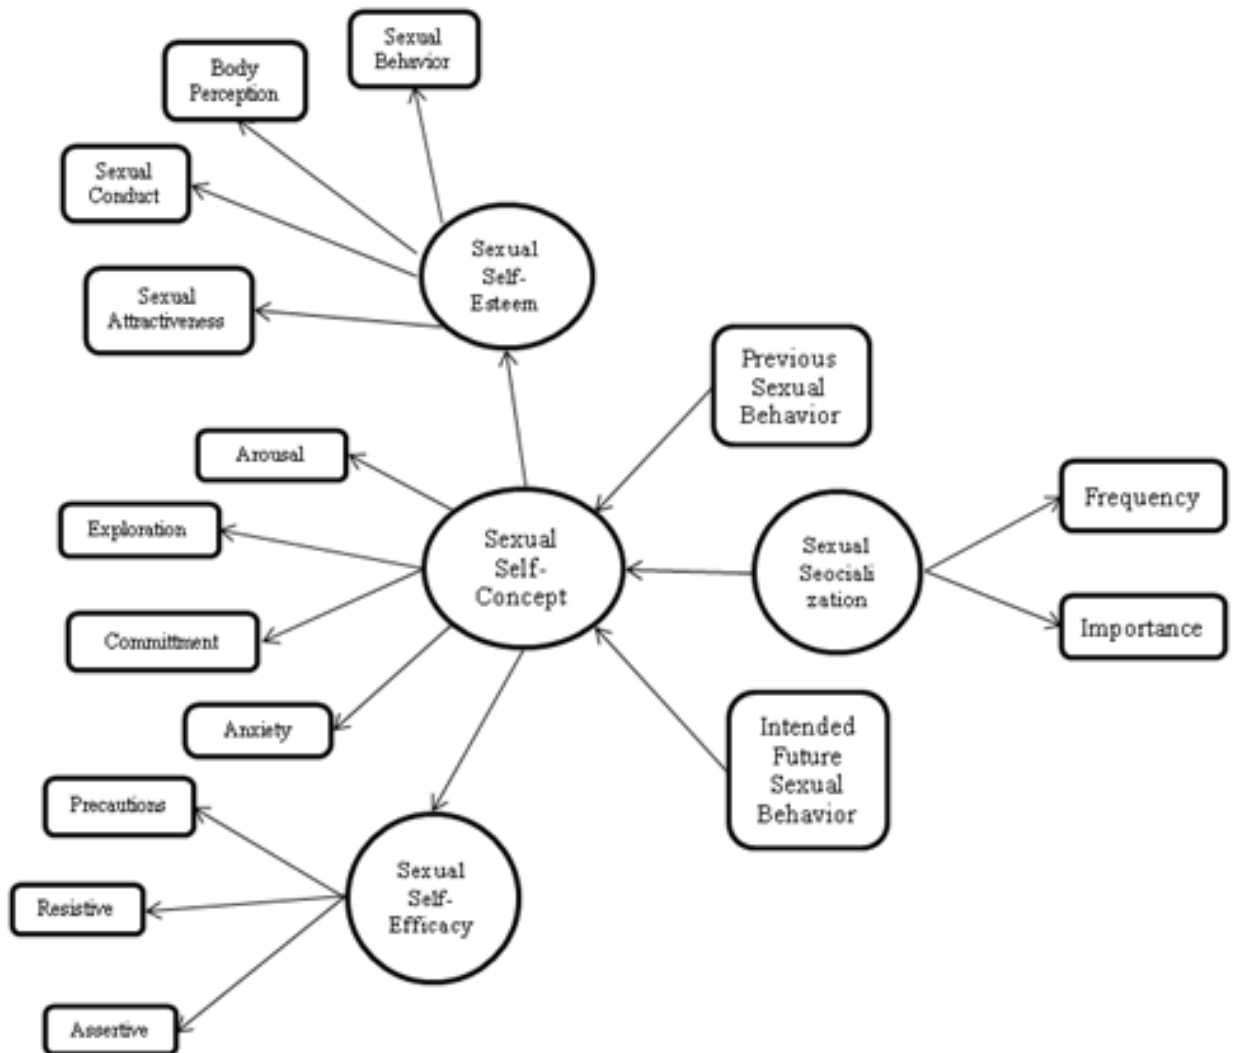 Sexual
Behavior
Body
Perception
Sexual
Conduct
Sexual
Self-
Esteem
Sexual
Attractiveness
Previous
Sexual
Behavior
Arousal
Exploration
Sexual
Self-
Concept
Sexual
Seociali
zation
Frequency
Importance
Committment
Anxiety
Intended
Future
Sexual
Behavior
Precautions
Sexual
Self-
Efficacy
Resistive
Assertive